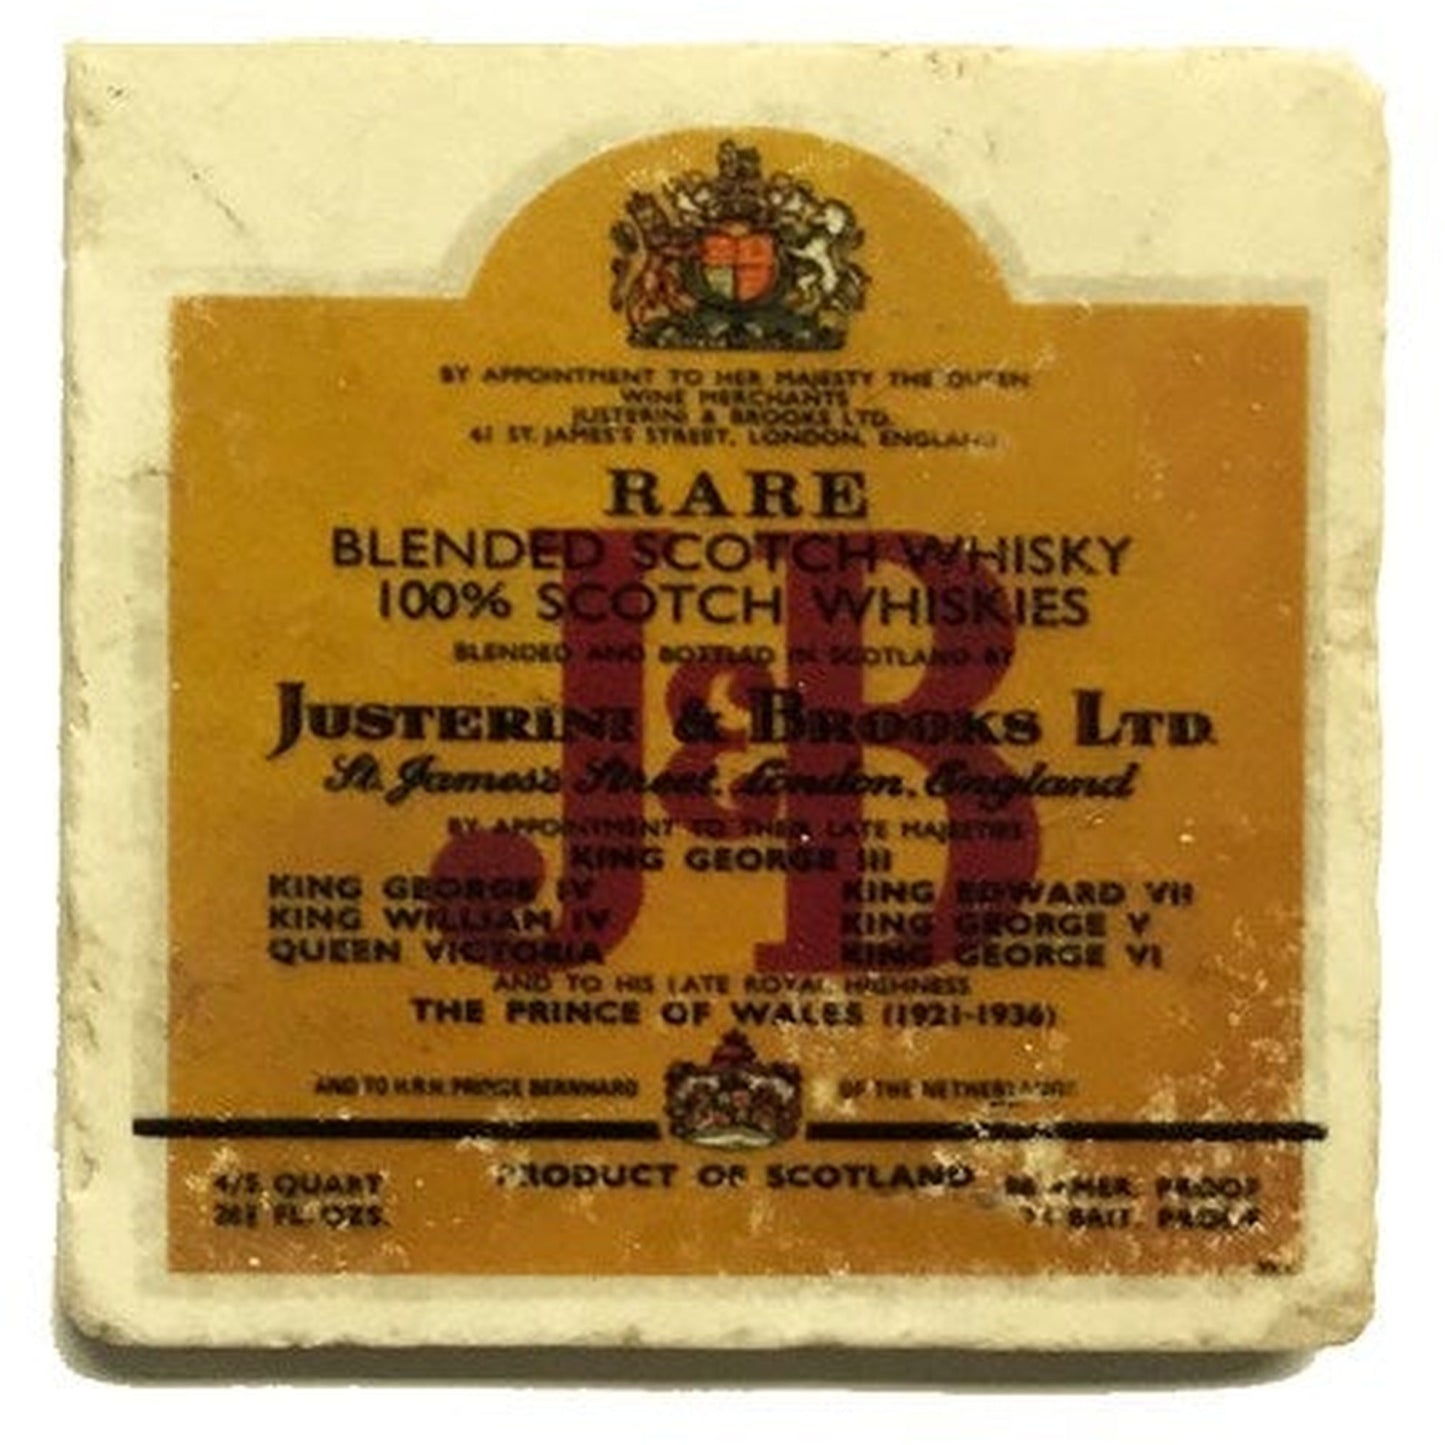 BY APPOINTMENT TO HER MAJESTY THE QUEEN
WINE MERCHANTS
JUSTERINI & BROOKS LTD.
61 ST. JAMES'S STREET, LONDON, ENGLAND
RARE
BLENDED SCOTCH WHISKY
100% SCOTCH WHISKIES
J&B
BLENDED AND BOTTLED IN SCOTLAND BY
JUSTERINI & BROOKS LTD.
St. James's Street, London, England
BY APPOINTMENT TO THEIR LATE MAJESTIES
KING GEORGE III
KING GEORGE IV KING EDWARD VII
KING WILLIAM IV KING GEORGE V
QUEEN VICTORIA KING GEORGE VI
AND TO HIS LATE ROYAL HIGHNESS
THE PRINCE OF WALES (1921-1936)
AND TO H.R.H. PRINCE BERNHARD OF THE NETHERLANDS
PRODUCT OF SCOTLAND
4/5 QUART PROOF
FL. OZS. BRIT. PROOF